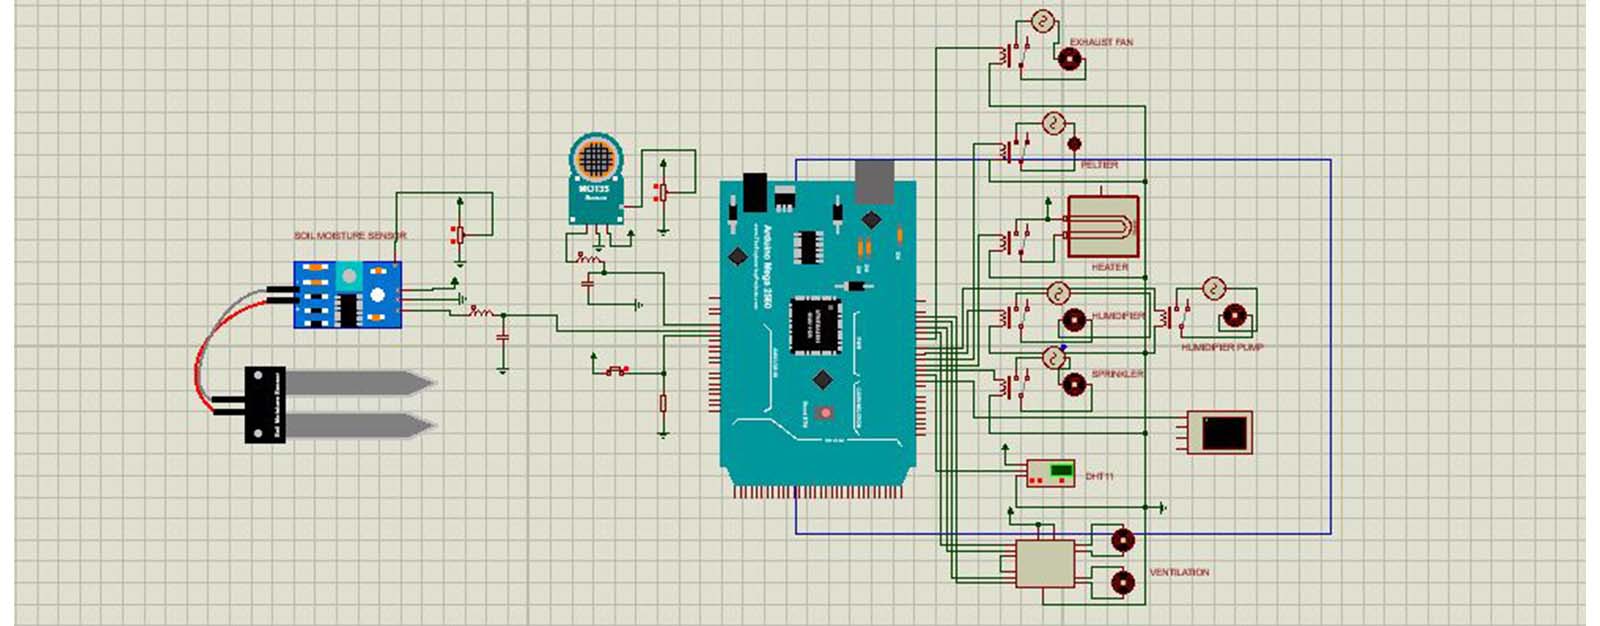 EXHAUST FAN
PELTIER
MQ135
Sensor
SOIL MOISTURE SENSOR
HEATER
Arduino Mega 2560
HUMIDIFIER
HUMIDIFIER PUMP
SPRINKLER
Soil Moisture Sensor
DHT11
VENTILATION